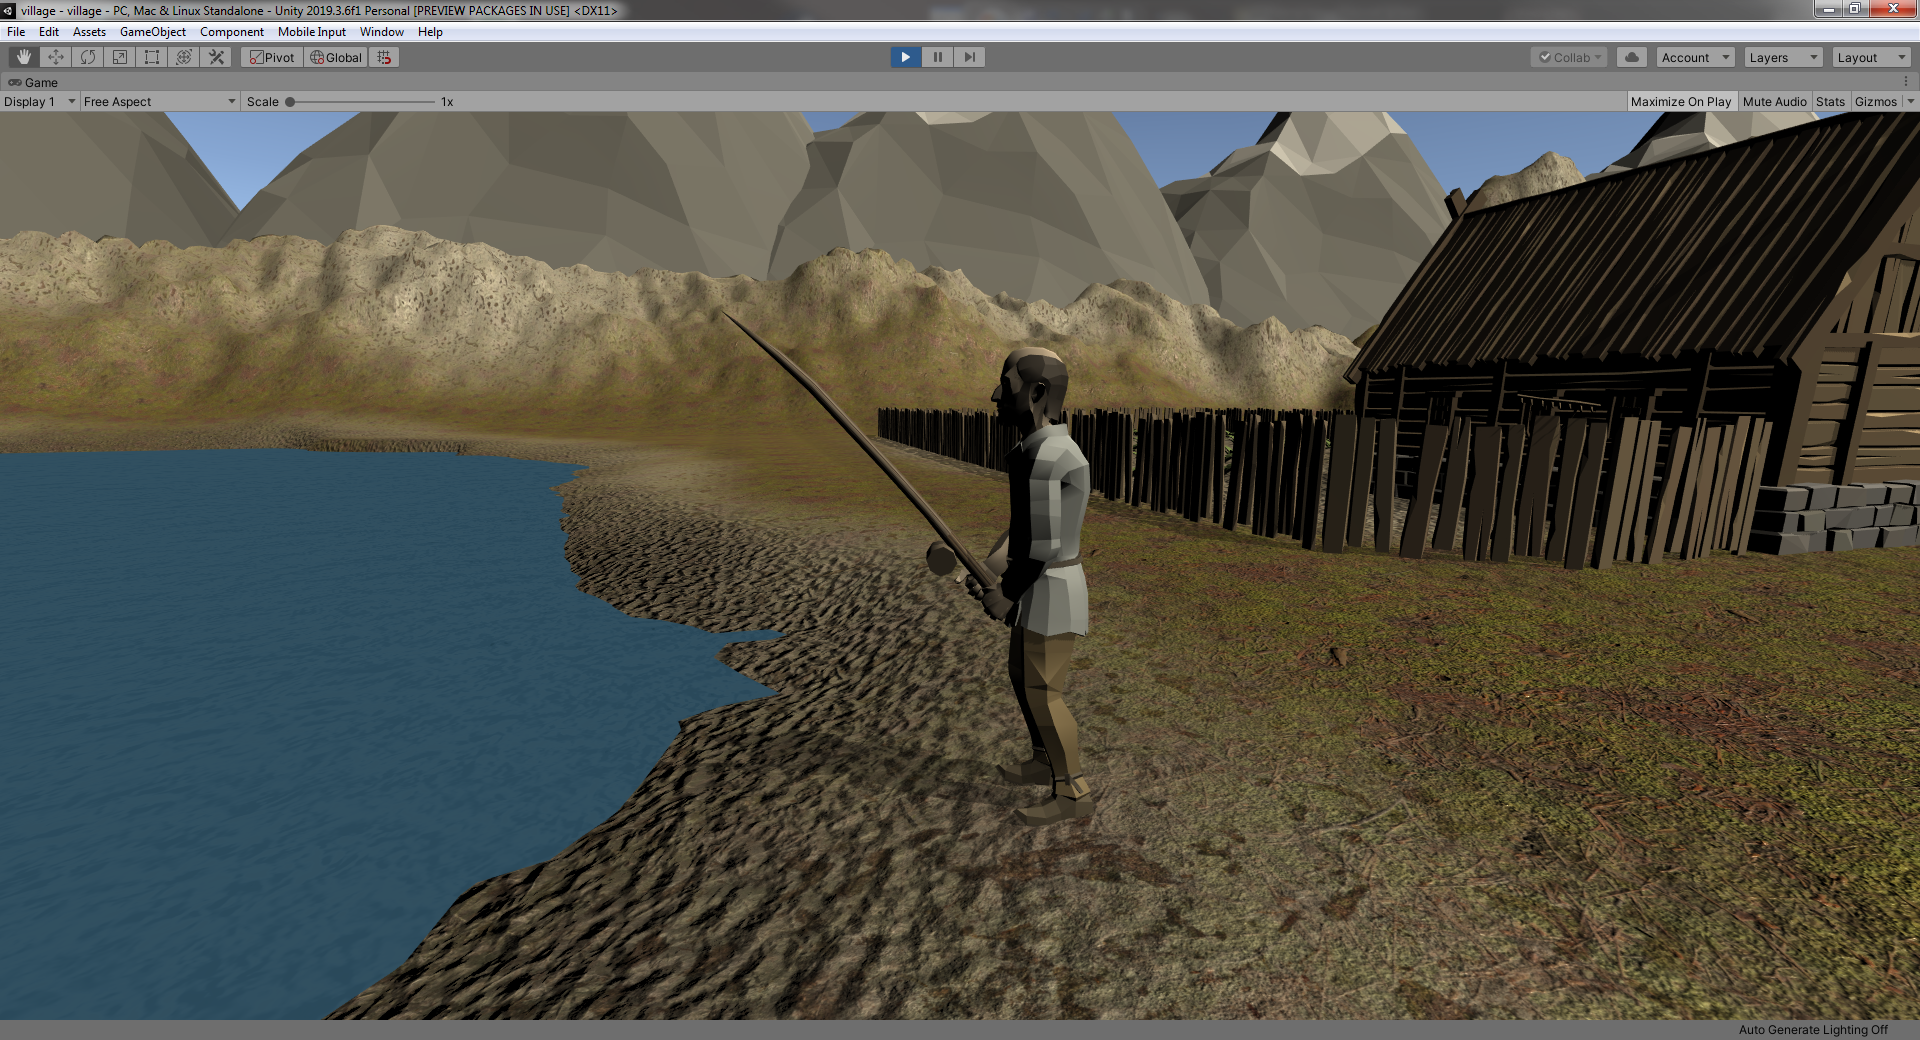 village - village - PC, Mac & Linux Standalone - Unity 2019.3.6f1 Personal [PREVIEW PACKAGES IN USE] <DX11>
File Edit Assets GameObject Component Mobile Input Window Help
Pivot Global Collab Account Layers Layout
Game
Display 1 Free Aspect Scale 1x Maximize On Play Mute Audio Stats Gizmos
Auto Generate Lighting Off